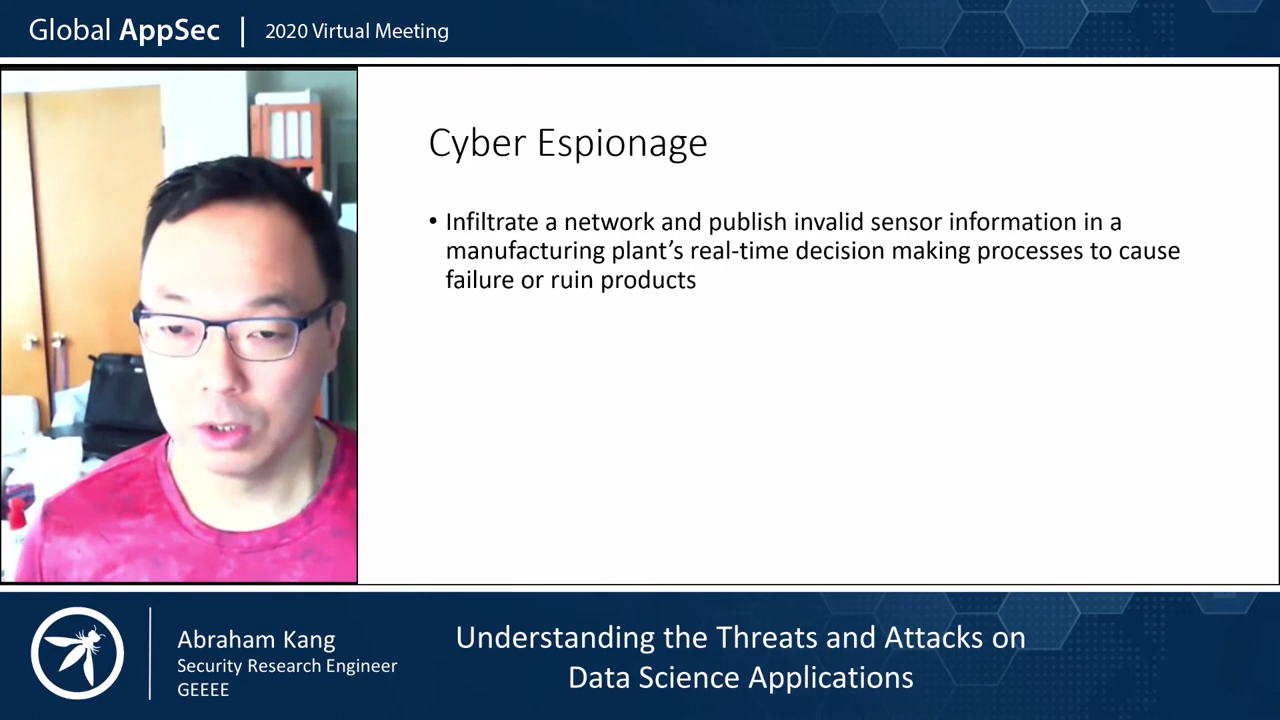 Global AppSec | 2020 Virtual Meeting
Cyber Espionage
• Infiltrate a network and publish invalid sensor information in a
manufacturing plant’s real-time decision making processes to cause
failure or ruin products
Abraham Kang
Security Research Engineer
GEEEE
Understanding the Threats and Attacks on
Data Science Applications